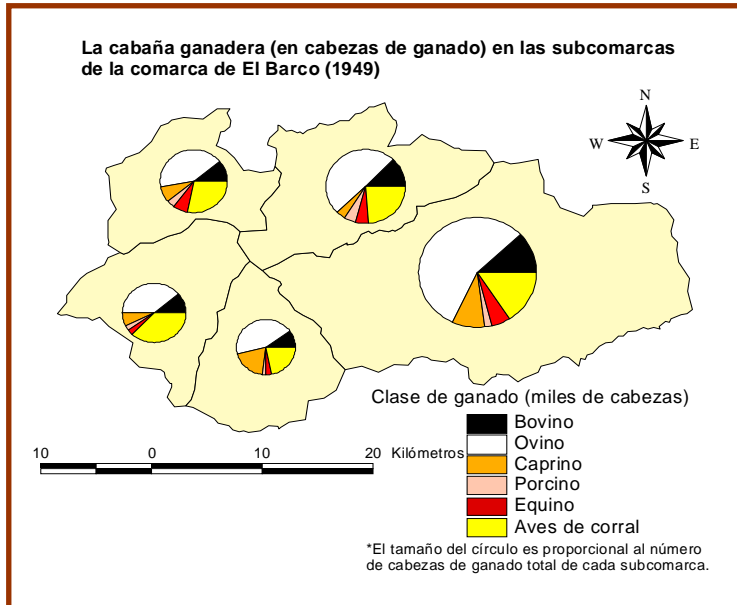 La cabaña ganadera (en cabezas de ganado) en las subcomarcas
de la comarca de El Barco (1949)
N
W
E
S
Clase de ganado (miles de cabezas)
Bovino
Ovino
Caprino
Porcino
Equino
Aves de corral
10
0
10
20
Kilómetros
*El tamaño del círculo es proporcional al número
de cabezas de ganado total de cada subcomarca.